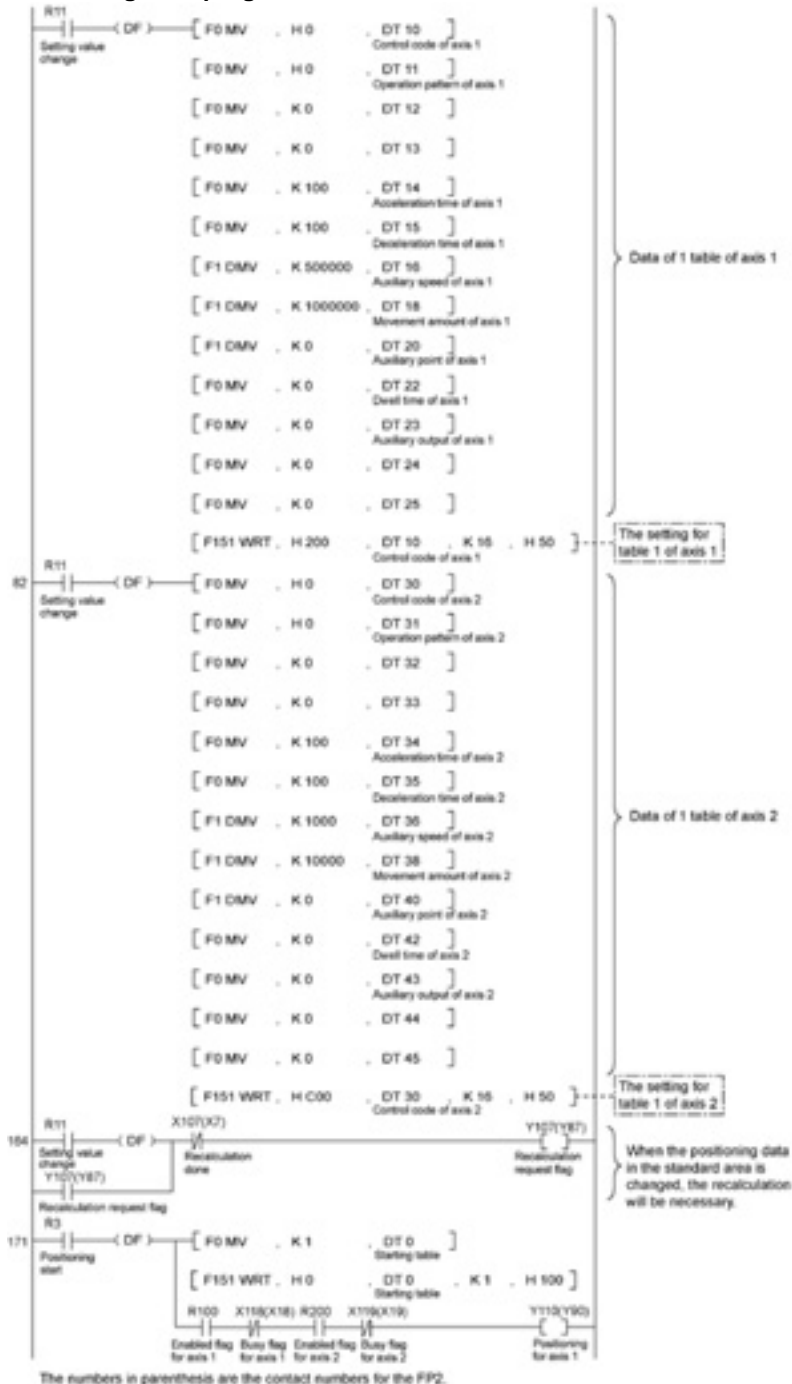 R11
( DF ) [ F0 MV , H 0 , DT 10 ]
Setting value change
Control code of axis 1
[ F0 MV , H 0 , DT 11 ]
Operation pattern of axis 1
[ F0 MV , K 0 , DT 12 ]
[ F0 MV , K 0 , DT 13 ]
[ F0 MV , K 100 , DT 14 ]
Acceleration time of axis 1
[ F0 MV , K 100 , DT 15 ]
Deceleration time of axis 1
[ F1 DMV , K 500000 , DT 16 ]
Auxiliary speed of axis 1
Data of 1 table of axis 1
[ F1 DMV , K 1000000 , DT 18 ]
Movement amount of axis 1
[ F1 DMV , K 0 , DT 20 ]
Auxiliary point of axis 1
[ F0 MV , K 0 , DT 22 ]
Dwell time of axis 1
[ F0 MV , K 0 , DT 23 ]
Auxiliary output of axis 1
[ F0 MV , K 0 , DT 24 ]
[ F0 MV , K 0 , DT 25 ]
[ F151 WRT , H 200 , DT 10 , K 16 , H 50 ]
Control code of axis 1
The setting for
table 1 of axis 1
R11
82 ( DF ) [ F0 MV , H 0 , DT 30 ]
Setting value change
Control code of axis 2
[ F0 MV , H 0 , DT 31 ]
Operation pattern of axis 2
[ F0 MV , K 0 , DT 32 ]
[ F0 MV , K 0 , DT 33 ]
[ F0 MV , K 100 , DT 34 ]
Acceleration time of axis 2
[ F0 MV , K 100 , DT 35 ]
Deceleration time of axis 2
[ F1 DMV , K 1000 , DT 36 ]
Auxiliary speed of axis 2
Data of 1 table of axis 2
[ F1 DMV , K 10000 , DT 38 ]
Movement amount of axis 2
[ F1 DMV , K 0 , DT 40 ]
Auxiliary point of axis 2
[ F0 MV , K 0 , DT 42 ]
Dwell time of axis 2
[ F0 MV , K 0 , DT 43 ]
Auxiliary output of axis 2
[ F0 MV , K 0 , DT 44 ]
[ F0 MV , K 0 , DT 45 ]
[ F151 WRT , H C00 , DT 30 , K 16 , H 50 ]
Control code of axis 2
The setting for
table 1 of axis 2
R11 X107(X7) Y107(Y87)
164 ( DF )
Setting value change
Recalculation done
Recalculation request flag
Y107(Y87)
Recalculation request flag
When the positioning data
in the standard area is
changed, the recalculation
will be necessary.
R3
171 ( DF ) [ F0 MV , K 1 , DT 0 ]
Positioning start
Starting table
[ F151 WRT , H 0 , DT 0 , K 1 , H 100 ]
Starting table
R100 X118(X18) R200 X119(X19) Y110(Y90)
Enabled flag for axis 1
Busy flag for axis 1
Enabled flag for axis 2
Busy flag for axis 2
Positioning for axis 1
The numbers in parenthesis are the contact numbers for the FP2.